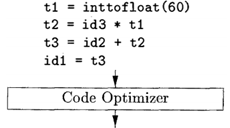 t1 = inttofloat(60)
t2 = id3 * t1
t3 = id2 + t2
id1 = t3
Code Optimizer